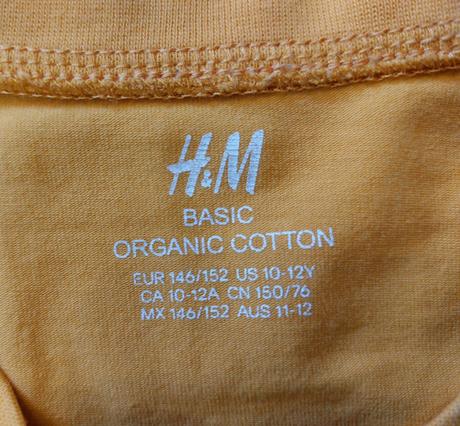 H&M
BASIC
ORGANIC COTTON
EUR 146/152 US 10-12Y
CA 10-12A CN 150/76
MX 146/152 AUS 11-12